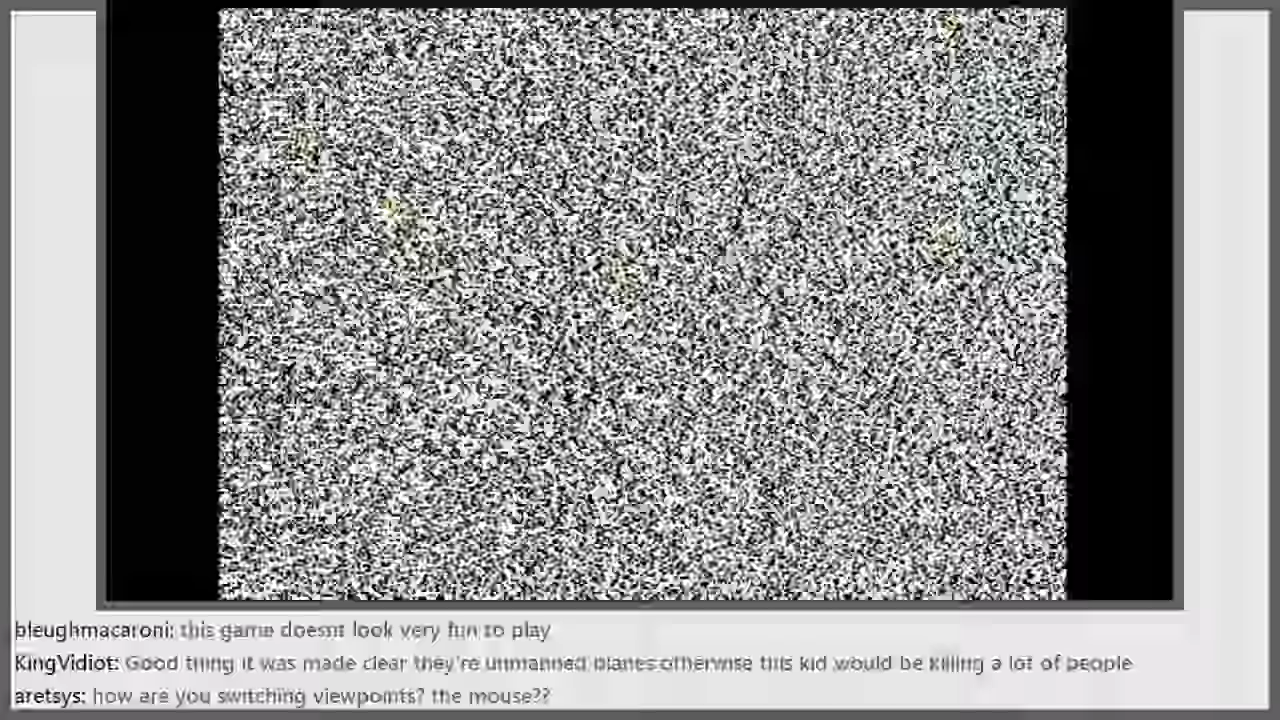 bleughmacaroni: this game doesnt look very fun to play
KingVidiot: Good thing it was made clear they're unmanned planes otherwise this kid would be killing a lot of people
aretsys: how are you switching viewpoints? the mouse??